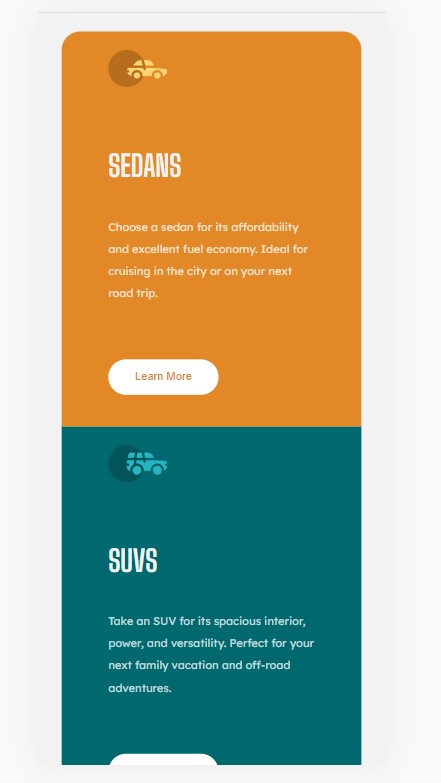 SEDANS
Choose a sedan for its affordability
and excellent fuel economy. Ideal for
cruising in the city or on your next
road trip.
Learn More
SUVS
Take an SUV for its spacious interior,
power, and versatility. Perfect for your
next family vacation and off-road
adventures.